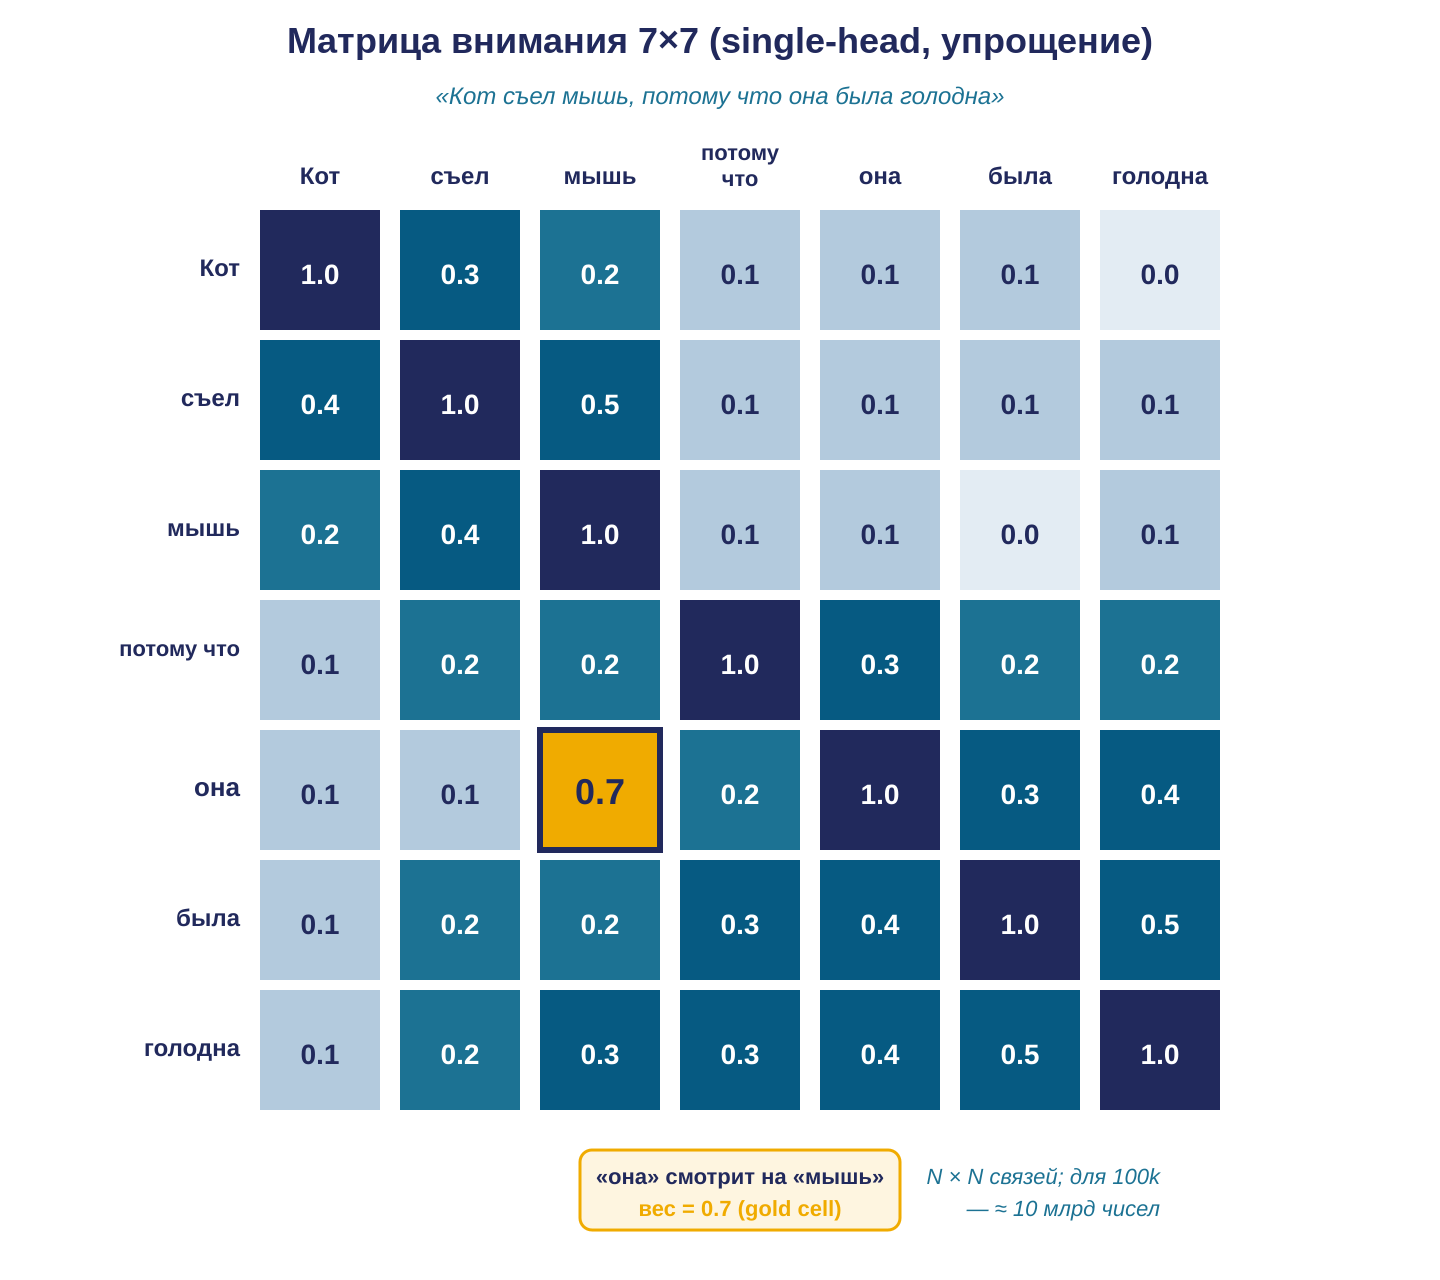 Матрица внимания 7×7 (single-head, упрощение)
«Кот съел мышь, потому что она была голодна»
Кот съел мышь потому что она была голодна
Кот 1.0 0.3 0.2 0.1 0.1 0.1 0.0
съел 0.4 1.0 0.5 0.1 0.1 0.1 0.1
мышь 0.2 0.4 1.0 0.1 0.1 0.0 0.1
потому что 0.1 0.2 0.2 1.0 0.3 0.2 0.2
она 0.1 0.1 0.7 0.2 1.0 0.3 0.4
была 0.1 0.2 0.2 0.3 0.4 1.0 0.5
голодна 0.1 0.2 0.3 0.3 0.4 0.5 1.0
«она» смотрит на «мышь»
вес = 0.7 (gold cell)
N × N связей; для 100k
— ≈ 10 млрд чисел